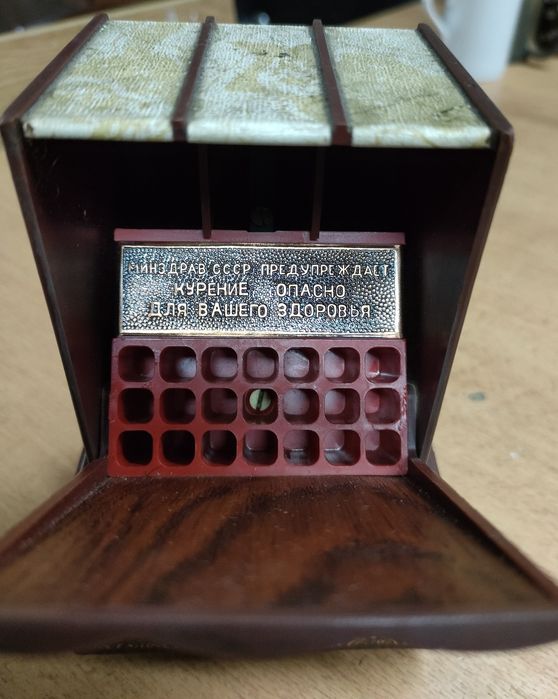 МИНЗДРАВ СССР ПРЕДУПРЕЖДАЕТ
КУРЕНИЕ ОПАСНО
ДЛЯ ВАШЕГО ЗДОРОВЬЯ